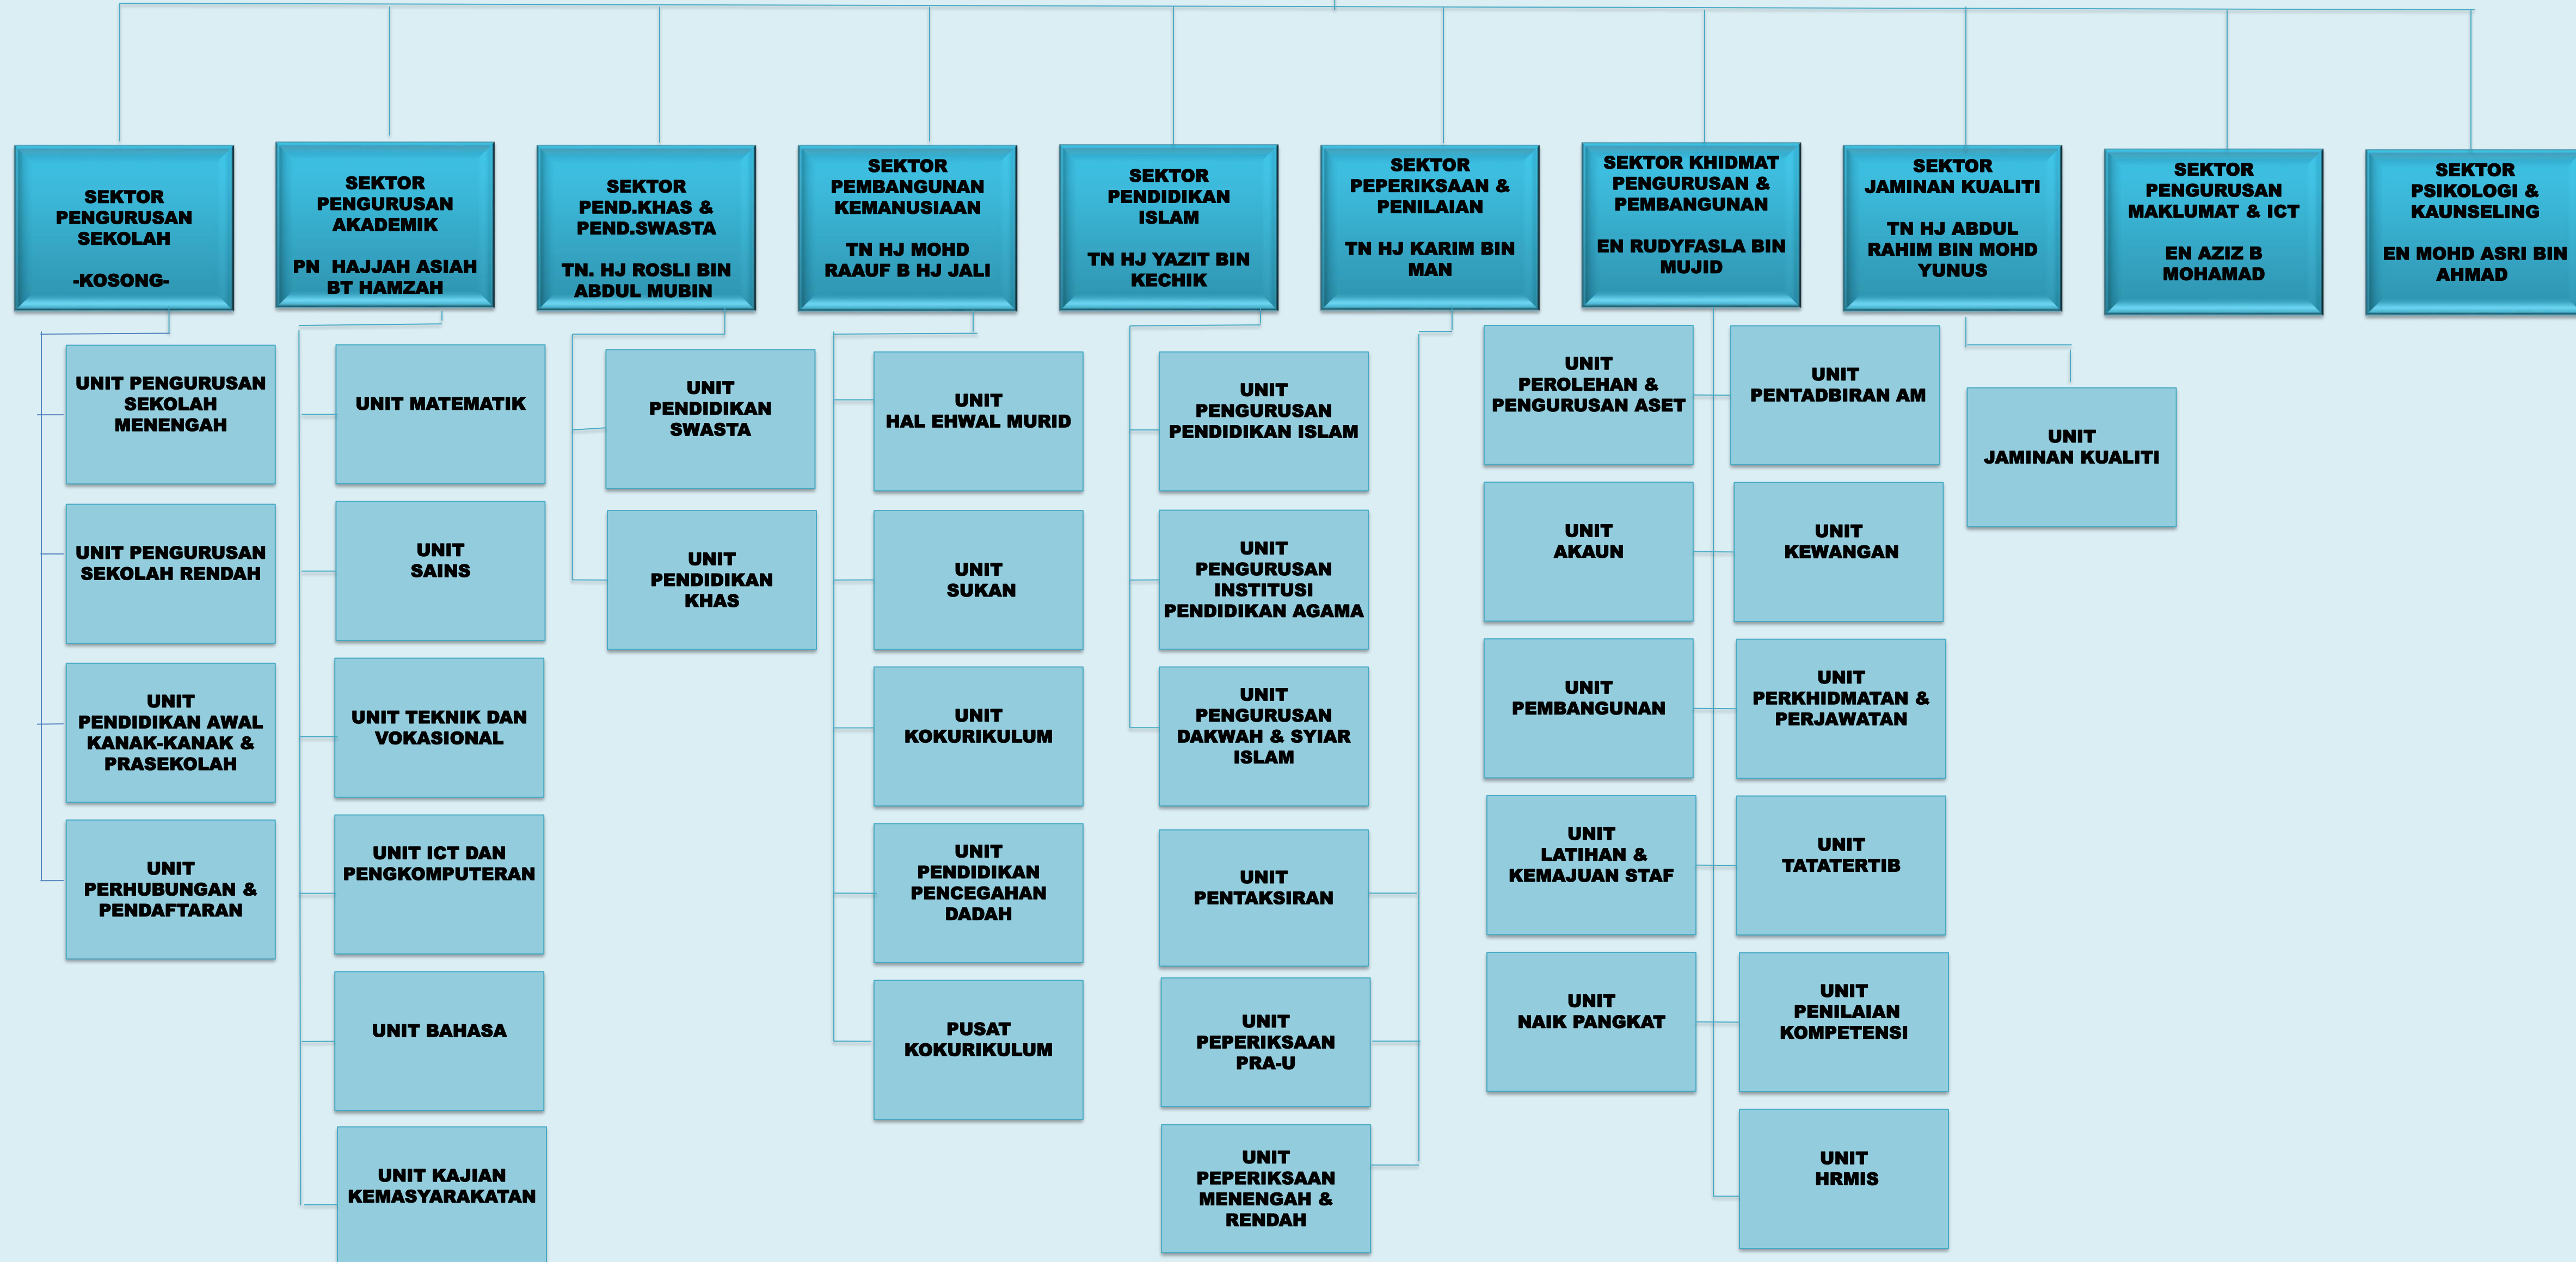 SEKTOR
PENGURUSAN
SEKOLAH
-KOSONG-
SEKTOR
PENGURUSAN
AKADEMIK
PN HAJJAH ASIAH
BT HAMZAH
SEKTOR
PEND.KHAS &
PEND.SWASTA
TN. HJ ROSLI BIN
ABDUL MUBIN
SEKTOR
PEMBANGUNAN
KEMANUSIAAN
TN HJ MOHD
RAAUF B HJ JALI
SEKTOR
PENDIDIKAN
ISLAM
TN HJ YAZIT BIN
KECHIK
SEKTOR
PEPERIKSAAN &
PENILAIAN
TN HJ KARIM BIN
MAN
SEKTOR KHIDMAT
PENGURUSAN &
PEMBANGUNAN
EN RUDYFASLA BIN
MUJID
SEKTOR
JAMINAN KUALITI
TN HJ ABDUL
RAHIM BIN MOHD
YUNUS
SEKTOR
PENGURUSAN
MAKLUMAT & ICT
EN AZIZ B
MOHAMAD
SEKTOR
PSIKOLOGI &
KAUNSELING
EN MOHD ASRI BIN
AHMAD
UNIT PENGURUSAN
SEKOLAH
MENENGAH
UNIT PENGURUSAN
SEKOLAH RENDAH
UNIT
PENDIDIKAN AWAL
KANAK-KANAK &
PRASEKOLAH
UNIT
PERHUBUNGAN &
PENDAFTARAN
UNIT MATEMATIK
UNIT
SAINS
UNIT TEKNIK DAN
VOKASIONAL
UNIT ICT DAN
PENGKOMPUTERAN
UNIT BAHASA
UNIT KAJIAN
KEMASYARAKATAN
UNIT
PENDIDIKAN
SWASTA
UNIT
PENDIDIKAN
KHAS
UNIT
HAL EHWAL MURID
UNIT
SUKAN
UNIT
KOKURIKULUM
UNIT
PENDIDIKAN
PENCEGAHAN
DADAH
PUSAT
KOKURIKULUM
UNIT
PENGURUSAN
PENDIDIKAN ISLAM
UNIT
PENGURUSAN
INSTITUSI
PENDIDIKAN AGAMA
UNIT
PENGURUSAN
DAKWAH & SYIAR
ISLAM
UNIT
PENTAKSIRAN
UNIT
PEPERIKSAAN
PRA-U
UNIT
PEPERIKSAAN
MENENGAH &
RENDAH
UNIT
PEROLEHAN &
PENGURUSAN ASET
UNIT
AKAUN
UNIT
PEMBANGUNAN
UNIT
LATIHAN &
KEMAJUAN STAF
UNIT
NAIK PANGKAT
UNIT
PENTADBIRAN AM
UNIT
KEWANGAN
UNIT
PERKHIDMATAN &
PERJAWATAN
UNIT
TATATERTIB
UNIT
PENILAIAN
KOMPETENSI
UNIT
HRMIS
UNIT
JAMINAN KUALITI